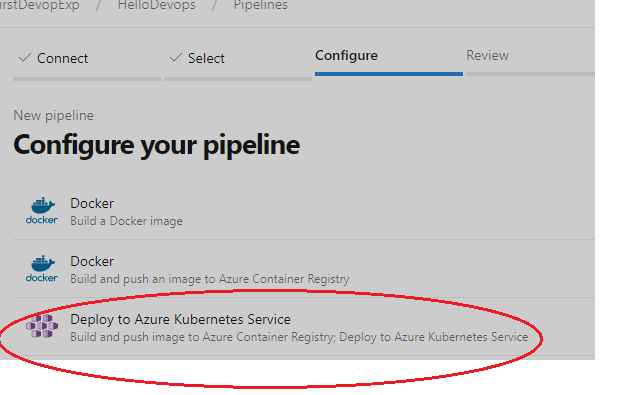 irstDevopExp / HelloDevops / Pipelines
Connect Select Configure Review
New pipeline
Configure your pipeline
Docker
docker
Build a Docker image
Docker
docker
Build and push an image to Azure Container Registry
Deploy to Azure Kubernetes Service
Build and push image to Azure Container Registry; Deploy to Azure Kubernetes Service